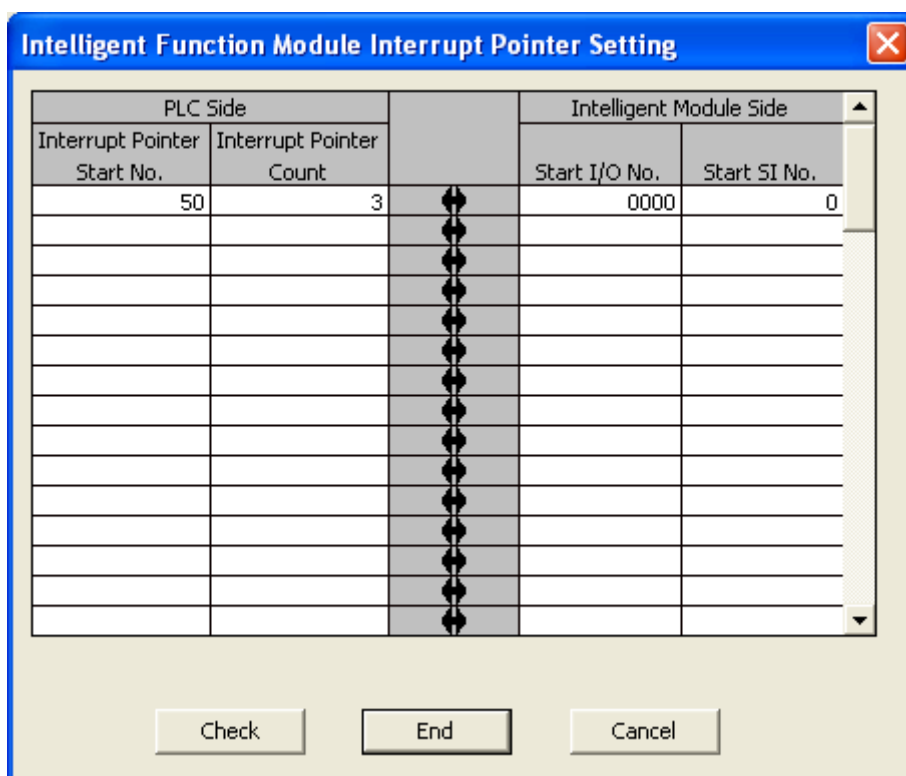 Intelligent Function Module Interrupt Pointer Setting
PLC Side Intelligent Module Side
Interrupt Pointer Interrupt Pointer
Start No. Count Start I/O No. Start SI No.
50 3 0000 0
Check End Cancel